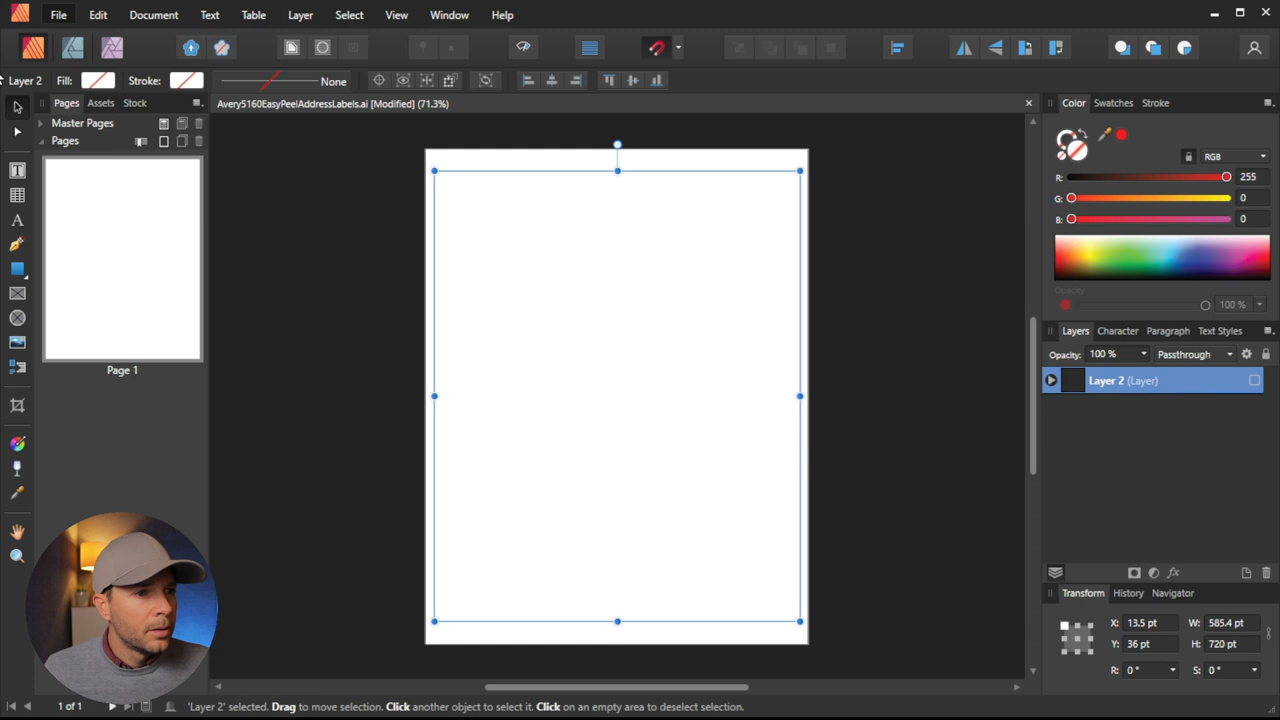 File Edit Document Text Table Layer Select View Window Help
Layer 2 Fill: Stroke: None
Pages Assets Stock
Avery5160EasyPeelAddressLabels.ai [Modified] (71.3%)
Color Swatches Stroke
Master Pages
Pages
RGB
R: 255
G: 0
B: 0
Opacity
100 %
Layers Character Paragraph Text Styles
Opacity: 100 % Passthrough
Page 1
Layer 2 (Layer)
Transform History Navigator
X: 13.5 pt W: 585.4 pt
Y: 36 pt H: 720 pt
R: 0 ° S: 0 °
1 of 1
'Layer 2' selected. Drag to move selection. Click another object to select it. Click on an empty area to deselect selection.